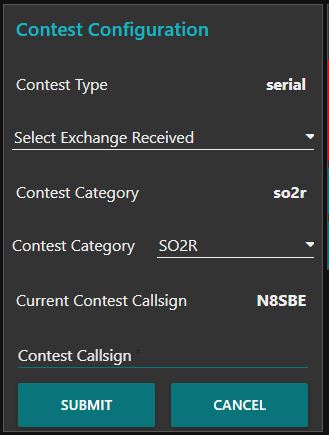 Contest Configuration
Contest Type serial
Select Exchange Received
Contest Category so2r
Contest Category SO2R
Current Contest Callsign N8SBE
Contest Callsign *
SUBMIT CANCEL